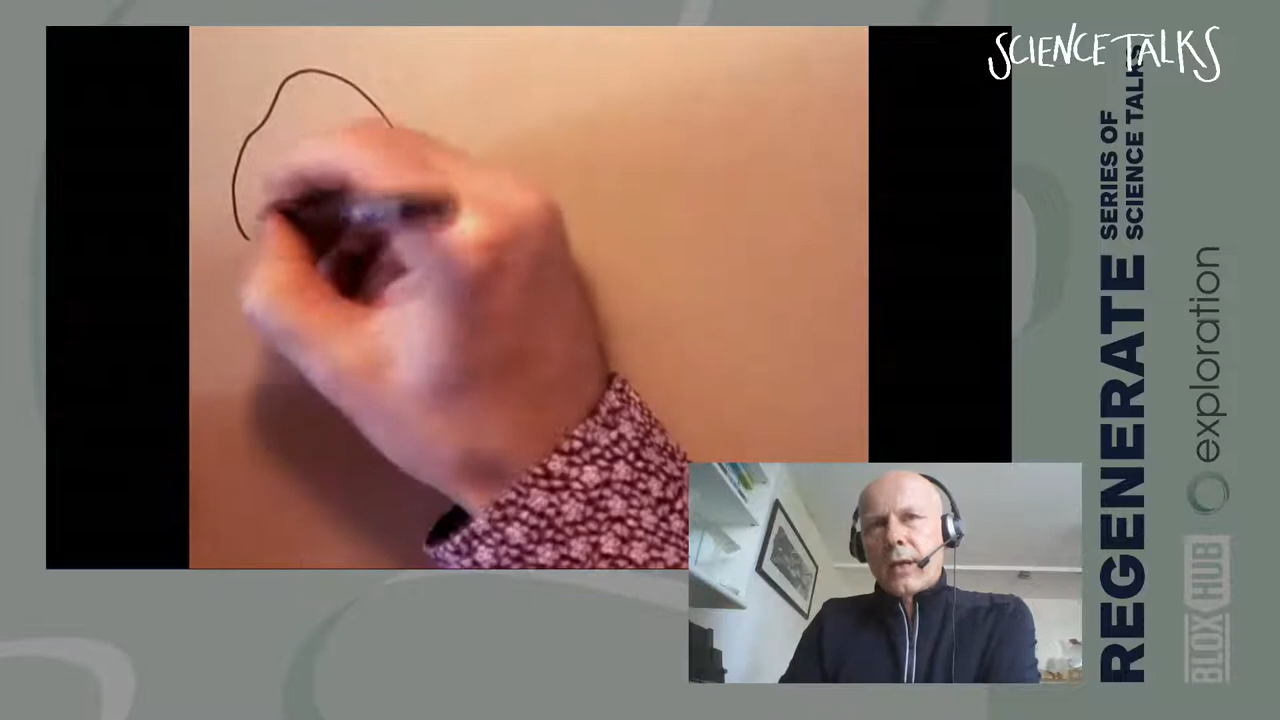 SCIENCE TALKS
REGENERATE
SERIES OF
SCIENCE TALKS
exploration
BLOXHUB